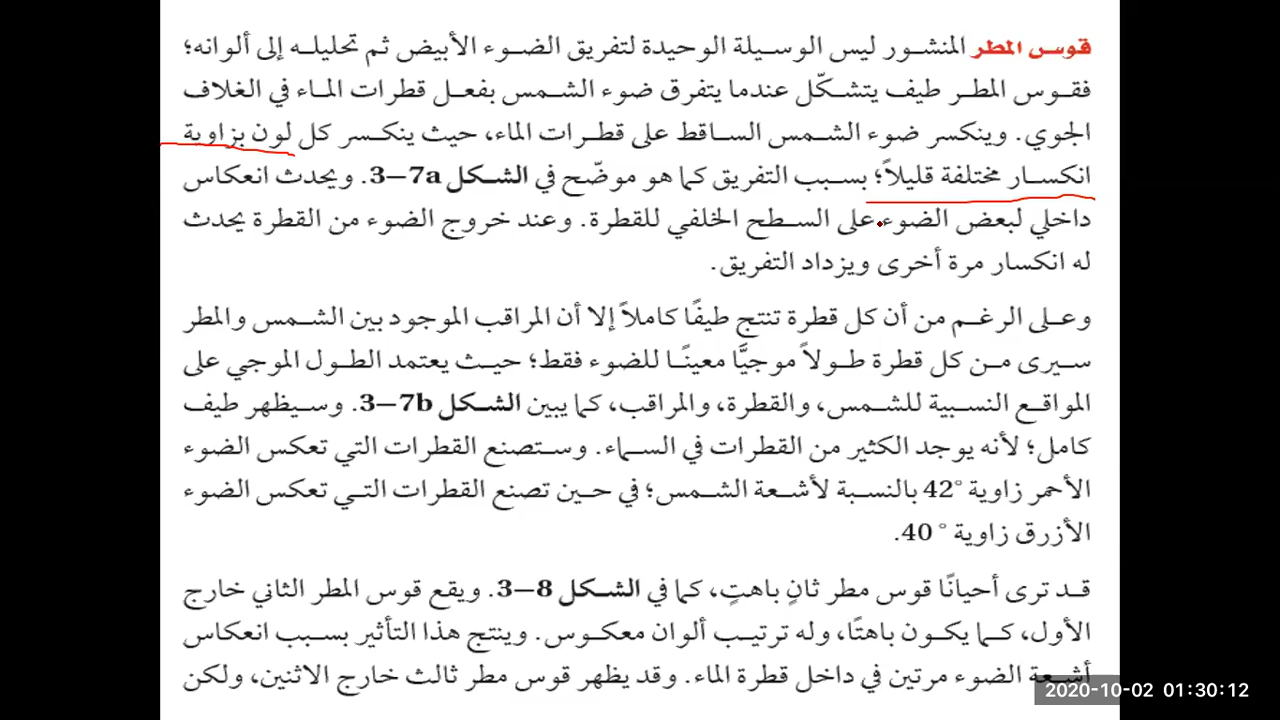 قوس المطر المنشور ليس الوسيلة الوحيدة لتفريق الضوء الأبيض ثم تحليله إلى ألوانه؛
فقوس المطر طيف يتشكّل عندما يتفرق ضوء الشمس بفعل قطرات الماء في الغلاف
الجوي. وينكسر ضوء الشمس الساقط على قطرات الماء، حيث ينكسر كل لون بزاوية
انكسار مختلفة قليلاً؛ بسبب التفريق كما هو موضّح في الشكل 3–7a. ويحدث انعكاس
داخلي لبعض الضوء على السطح الخلفي للقطرة. وعند خروج الضوء من القطرة يحدث
له انكسار مرة أخرى ويزداد التفريق.
وعلى الرغم من أن كل قطرة تنتج طيفًا كاملاً إلا أن المراقب الموجود بين الشمس والمطر
سيرى من كل قطرة طولاً موجيًّا معينًا للضوء فقط؛ حيث يعتمد الطول الموجي على
المواقع النسبية للشمس، والقطرة، والمراقب، كما يبين الشكل 3–7b. وسيظهر طيف
كامل؛ لأنه يوجد الكثير من القطرات في السماء. وستصنع القطرات التي تعكس الضوء
الأحمر زاوية 42° بالنسبة لأشعة الشمس؛ في حين تصنع القطرات التي تعكس الضوء
الأزرق زاوية 40°.
قد ترى أحيانًا قوس مطر ثانٍ باهتٍ، كما في الشكل 3–8. ويقع قوس المطر الثاني خارج
الأول، كما يكون باهتًا، وله ترتيب ألوان معكوس. وينتج هذا التأثير بسبب انعكاس
أشعة الضوء مرتين في داخل قطرة الماء. وقد يظهر قوس مطر ثالث خارج الاثنين، ولكن
2020-10-02 01:30:12